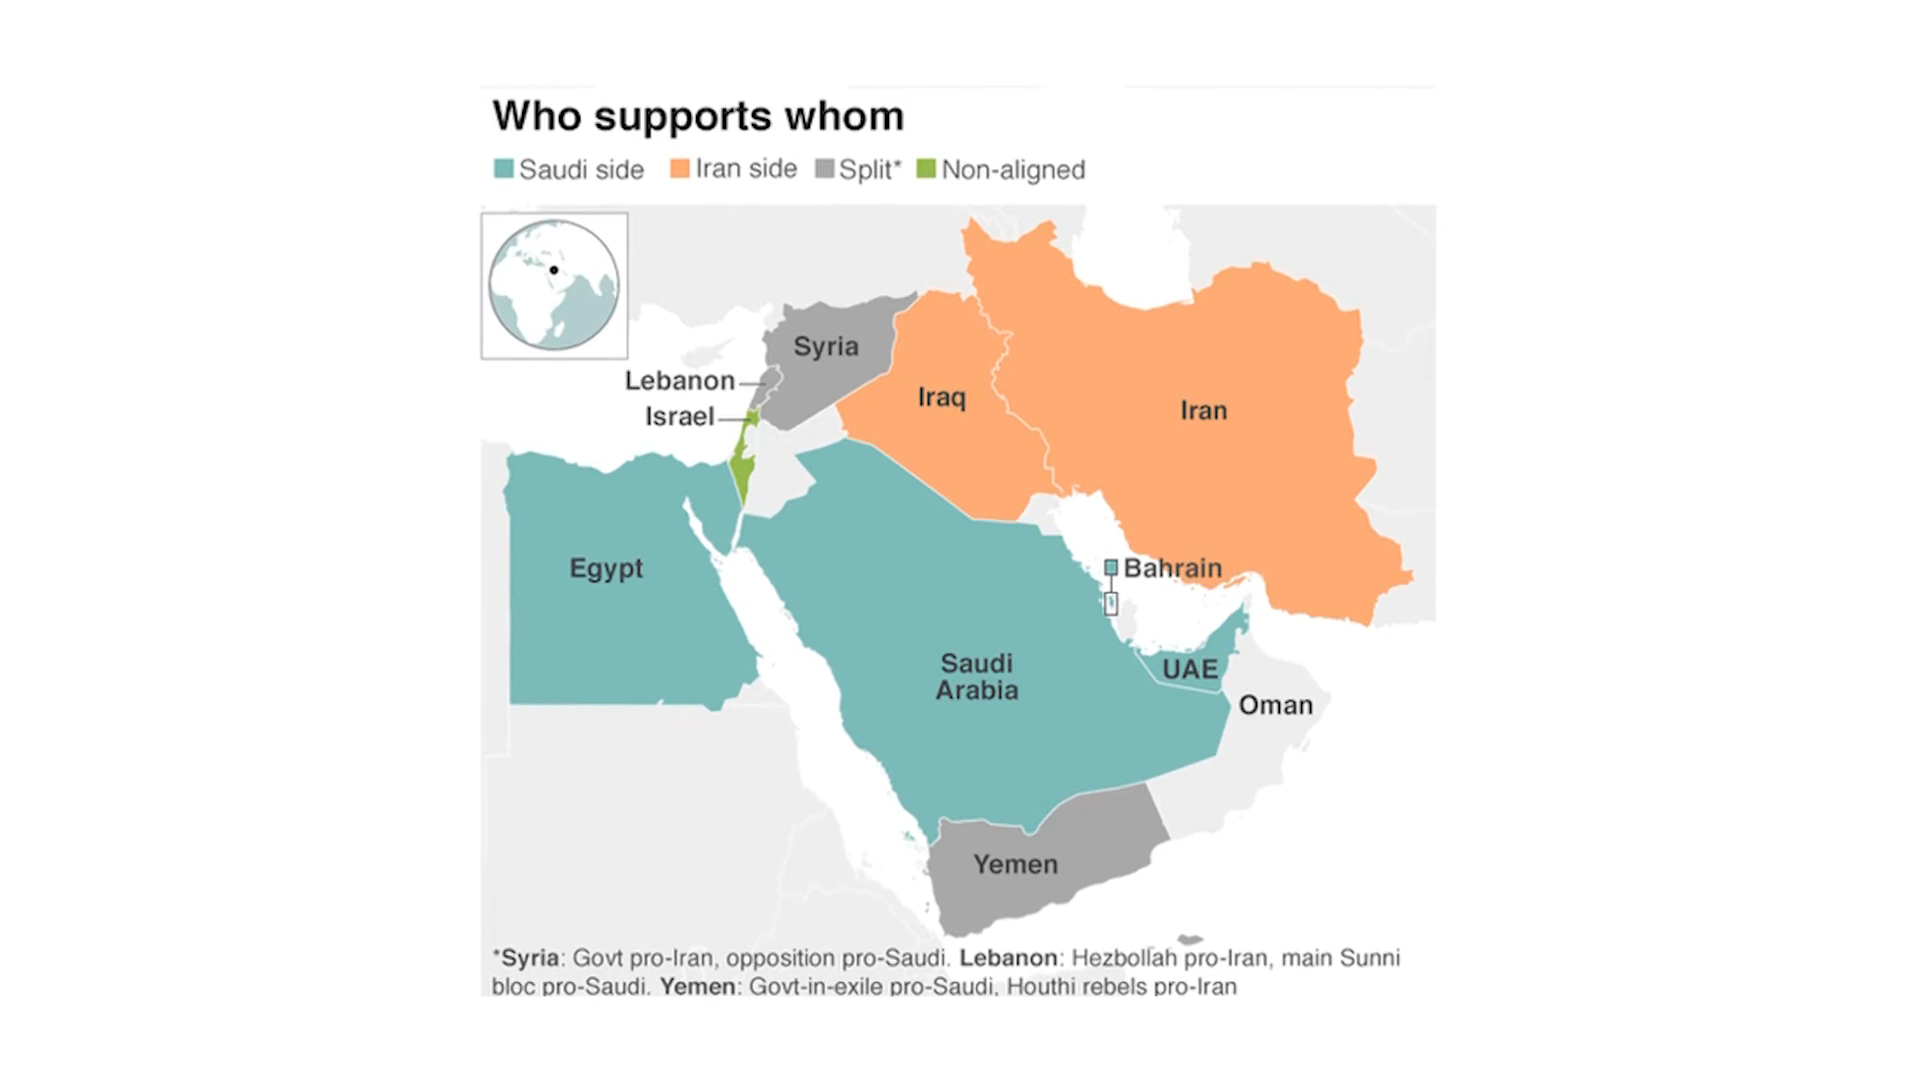 Who supports whom
Saudi side Iran side Split* Non-aligned
Syria
Lebanon
Israel
Iraq
Iran
Egypt
Bahrain
Saudi
Arabia
UAE
Oman
Yemen
*Syria: Govt pro-Iran, opposition pro-Saudi. Lebanon: Hezbollah pro-Iran, main Sunni
bloc pro-Saudi. Yemen: Govt-in-exile pro-Saudi, Houthi rebels pro-Iran